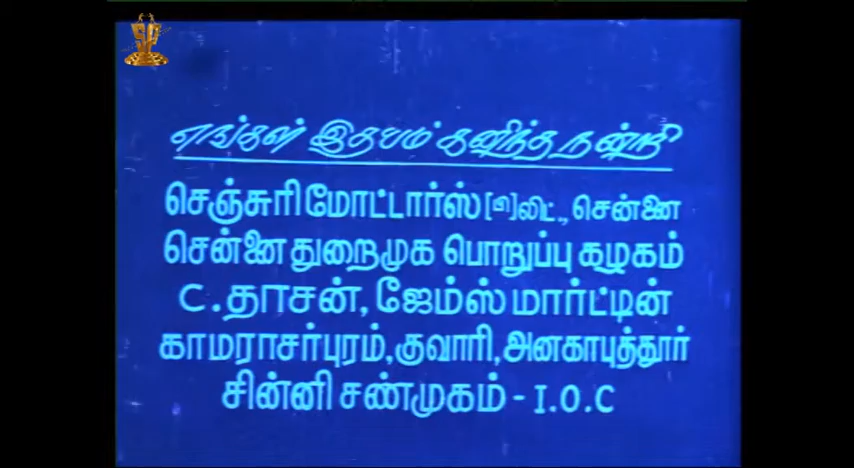 எங்கள் இதயம் கனிந்த நன்றி
செஞ்சுரி மோட்டார்ஸ் [பி]லிட்., சென்னை
சென்னை துறைமுக பொறுப்பு கழகம்
C. தாசன், ஜேம்ஸ் மார்ட்டின்
காமராசர்புரம், குவாரி, அனகாபுத்தூர்
சின்னி சண்முகம் - I.O.C